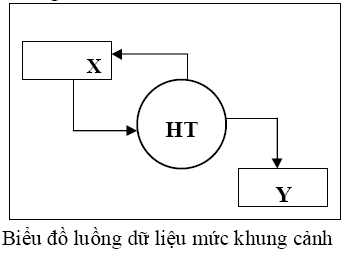 X
HT
Y
Biểu đồ luồng dữ liệu mức khung cảnh